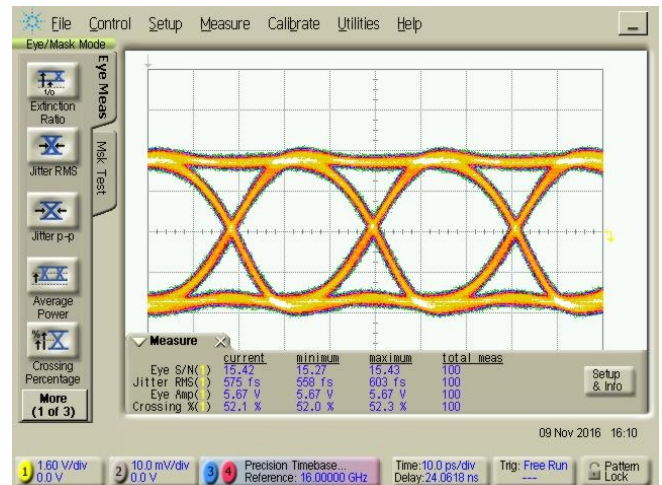 File Control Setup Measure Calibrate Utilities Help
Eye/Mask Mode
Eye Meas
Msk Test
Extinction
Ratio
Jitter RMS
Jitter p-p
Average
Power
Crossing
Percentage
More
(1 of 3)
Measure
current minimum maximum total meas
Eye S/N(1) 15.42 15.27 15.43 100
Jitter RMS(1) 575 fs 558 fs 603 fs 100
Eye Amp(1) 5.67 V 5.67 V 5.67 V 100
Crossing %(1) 52.1 % 52.0 % 52.3 % 100
Setup
& Info
09 Nov 2016 16:10
1 1.60 V/div
0.0 V
2 10.0 mV/div
0.0 V
3 4 Precision Timebase...
Reference: 16.00000 GHz
Time:10.0 ps/div
Delay:24.0618 ns
Trig: Free Run
---
Pattern
Lock